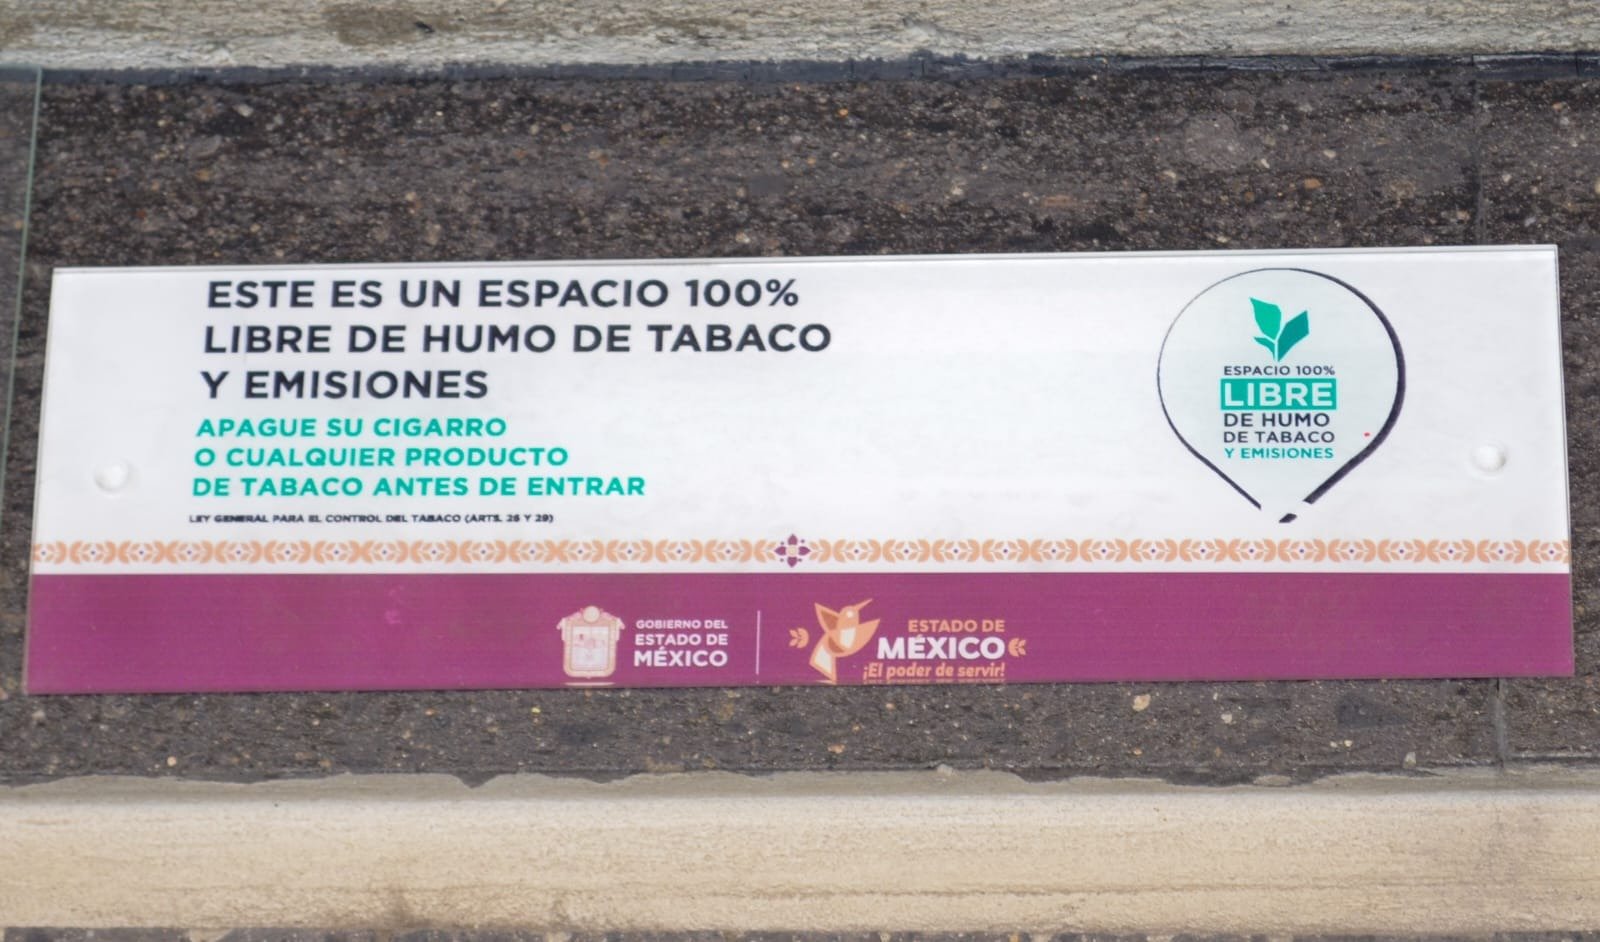 ESTE ES UN ESPACIO 100%
LIBRE DE HUMO DE TABACO
Y EMISIONES
APAGUE SU CIGARRO
O CUALQUIER PRODUCTO
DE TABACO ANTES DE ENTRAR
LEY GENERAL PARA EL CONTROL DEL TABACO (ARTS. 26 Y 29)
ESPACIO 100%
LIBRE
DE HUMO
DE TABACO
Y EMISIONES
GOBIERNO DEL
ESTADO DE
MÉXICO
ESTADO DE
MÉXICO
¡El poder de servir!